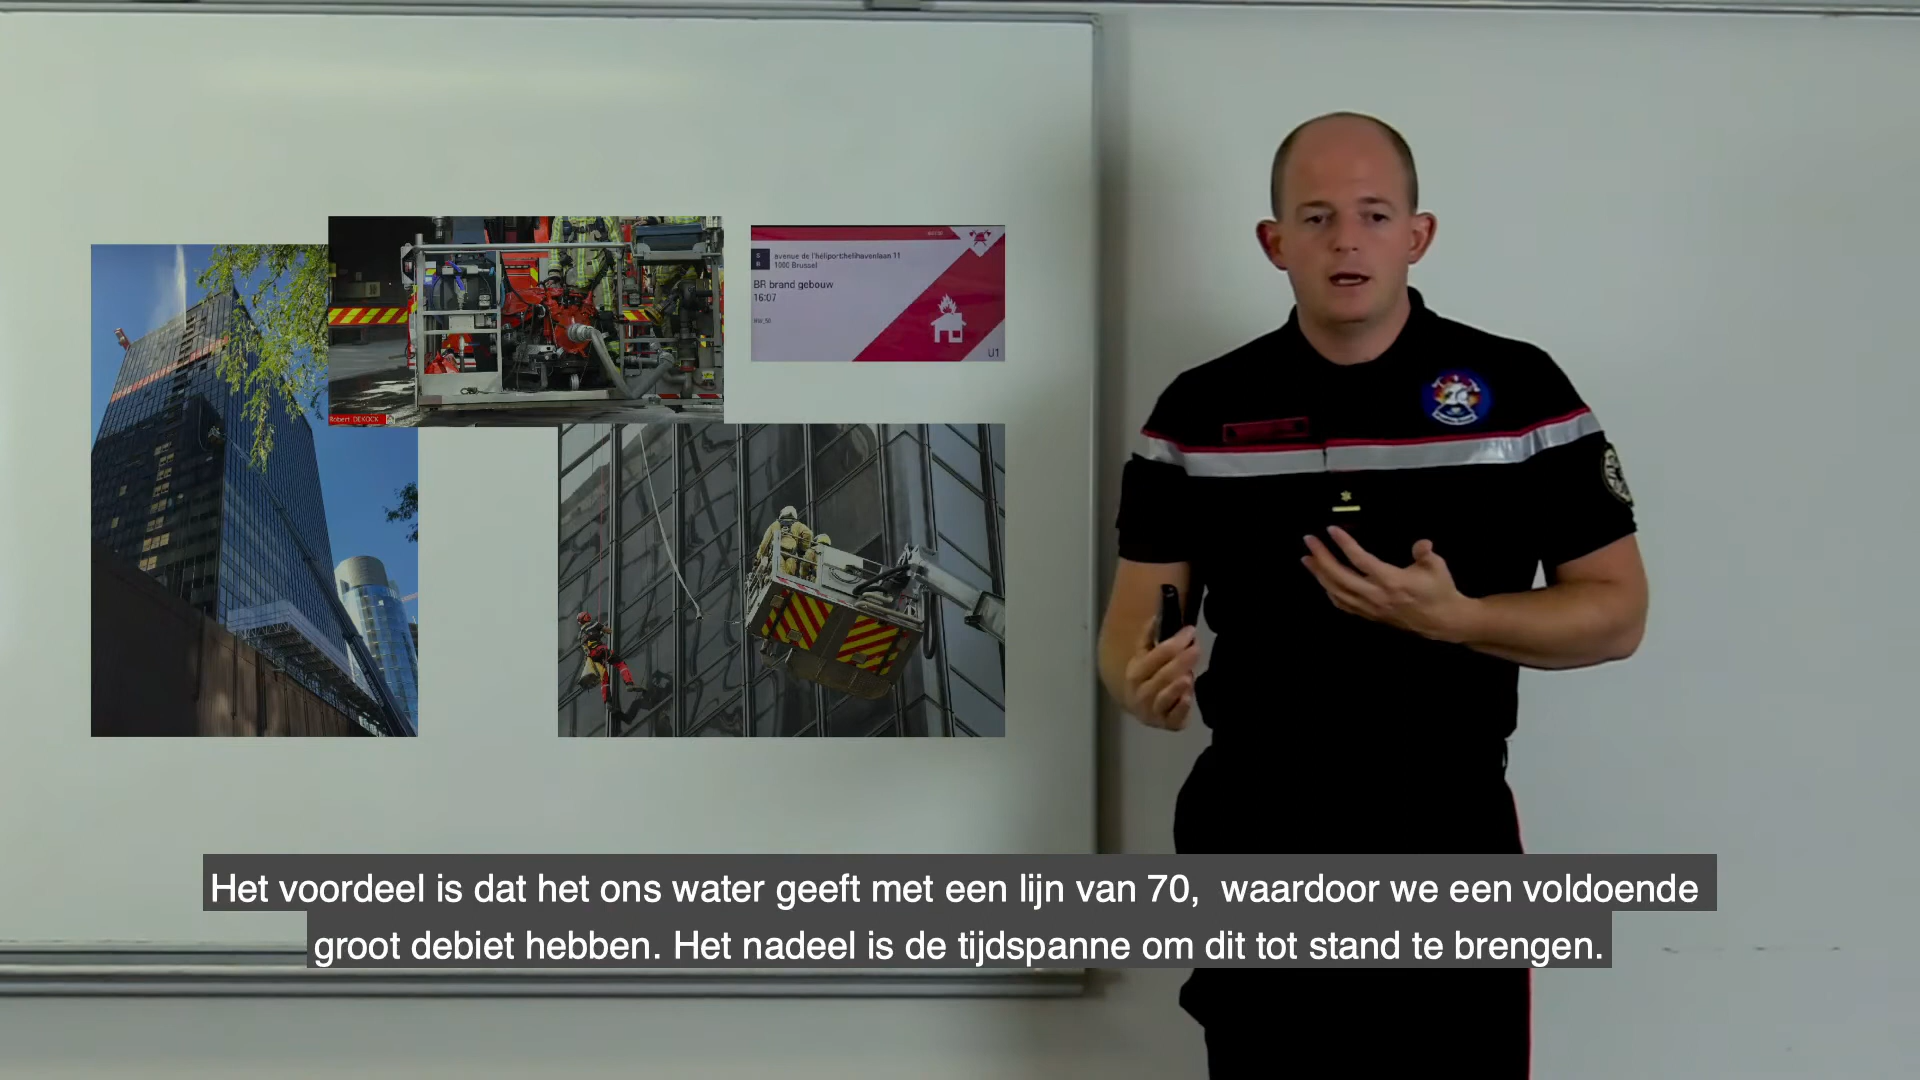 avenue de l'héliport:helihavenlaan 11
1000 Brussel
BR brand gebouw
16:07
U1
Robert DEKOCK
Het voordeel is dat het ons water geeft met een lijn van 70, waardoor we een voldoende
groot debiet hebben. Het nadeel is de tijdspanne om dit tot stand te brengen.